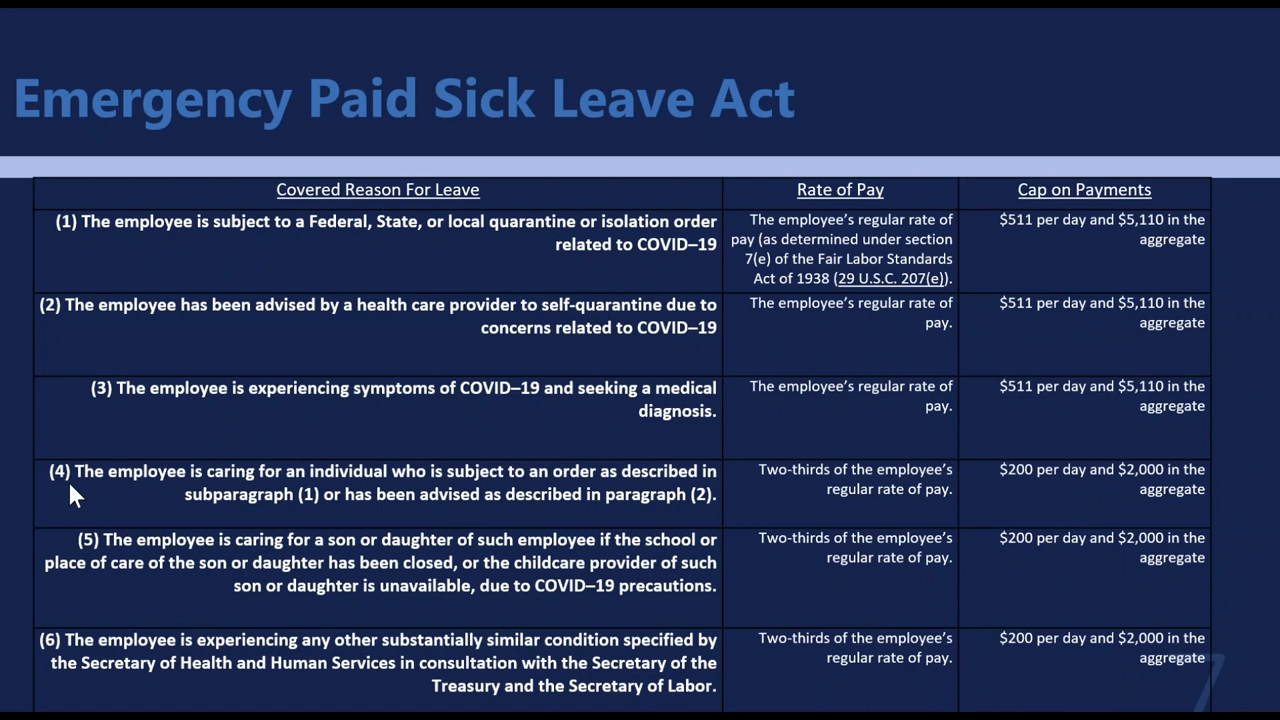 Emergency Paid Sick Leave Act
Covered Reason For Leave
Rate of Pay
Cap on Payments
(1) The employee is subject to a Federal, State, or local quarantine or isolation order
related to COVID–19
The employee's regular rate of
pay (as determined under section
7(e) of the Fair Labor Standards
Act of 1938 (29 U.S.C. 207(e)).
$511 per day and $5,110 in the
aggregate
(2) The employee has been advised by a health care provider to self-quarantine due to
concerns related to COVID–19
The employee's regular rate of
pay.
$511 per day and $5,110 in the
aggregate
(3) The employee is experiencing symptoms of COVID–19 and seeking a medical
diagnosis.
The employee's regular rate of
pay.
$511 per day and $5,110 in the
aggregate
(4) The employee is caring for an individual who is subject to an order as described in
subparagraph (1) or has been advised as described in paragraph (2).
Two-thirds of the employee's
regular rate of pay.
$200 per day and $2,000 in the
aggregate
(5) The employee is caring for a son or daughter of such employee if the school or
place of care of the son or daughter has been closed, or the childcare provider of such
son or daughter is unavailable, due to COVID–19 precautions.
Two-thirds of the employee's
regular rate of pay.
$200 per day and $2,000 in the
aggregate
(6) The employee is experiencing any other substantially similar condition specified by
the Secretary of Health and Human Services in consultation with the Secretary of the
Treasury and the Secretary of Labor.
Two-thirds of the employee's
regular rate of pay.
$200 per day and $2,000 in the
aggregate
7